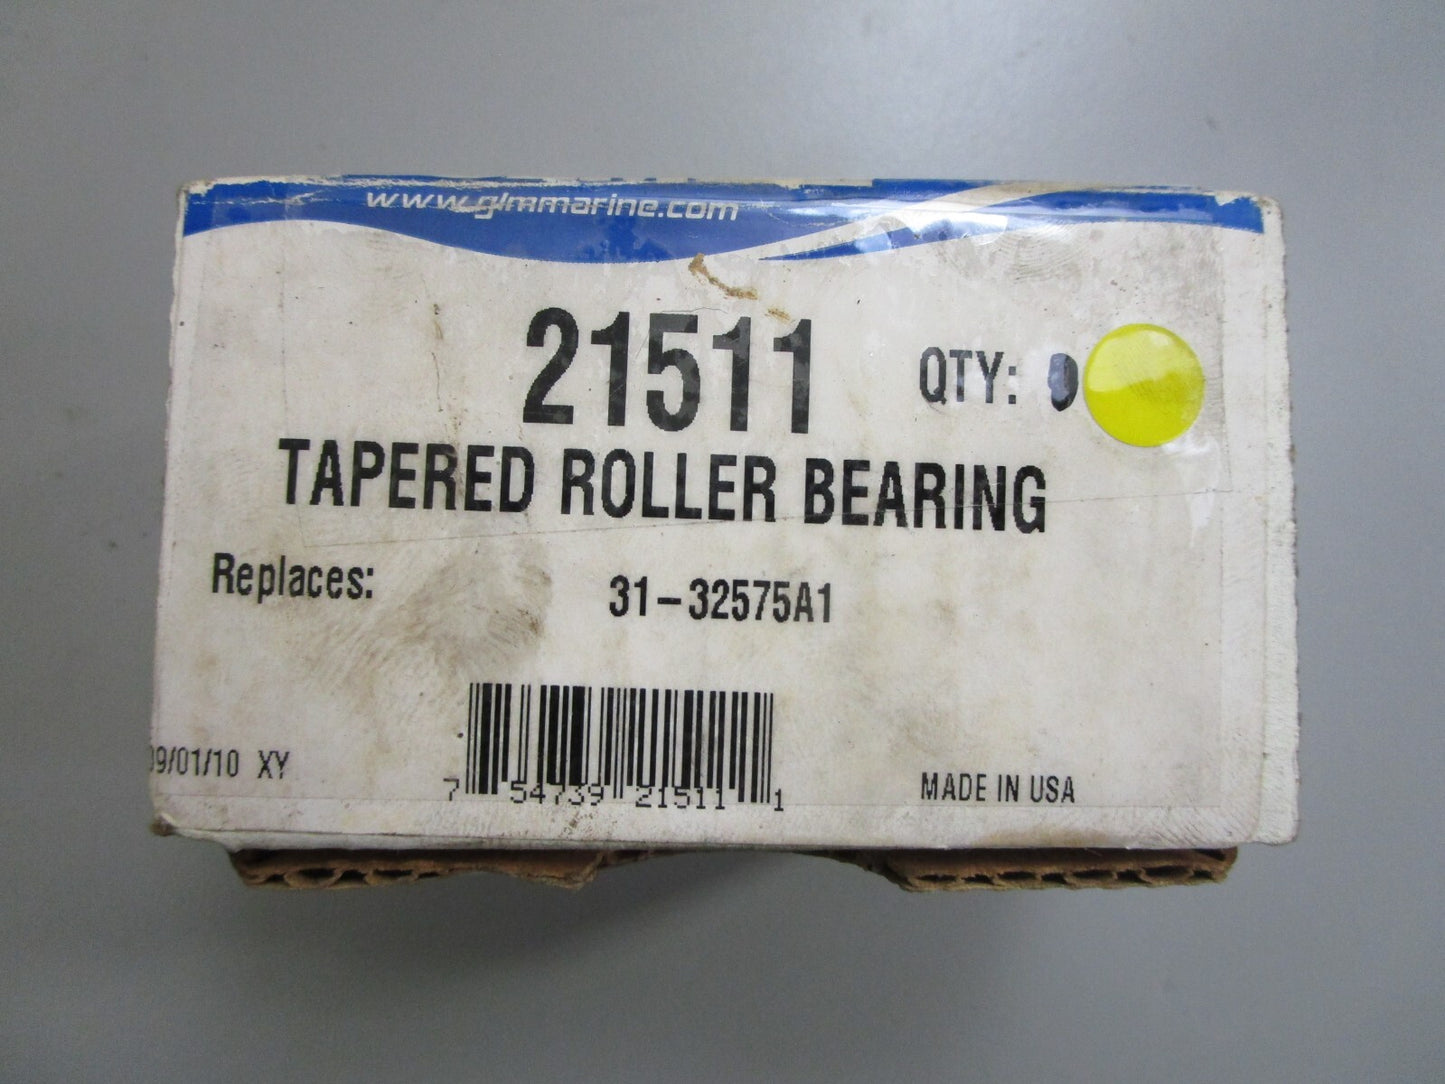 www.glmmarine.com
21511
QTY:
TAPERED ROLLER BEARING
Replaces: 31-32575A1
09/01/10 XY
7 54739 21511 1
MADE IN USA